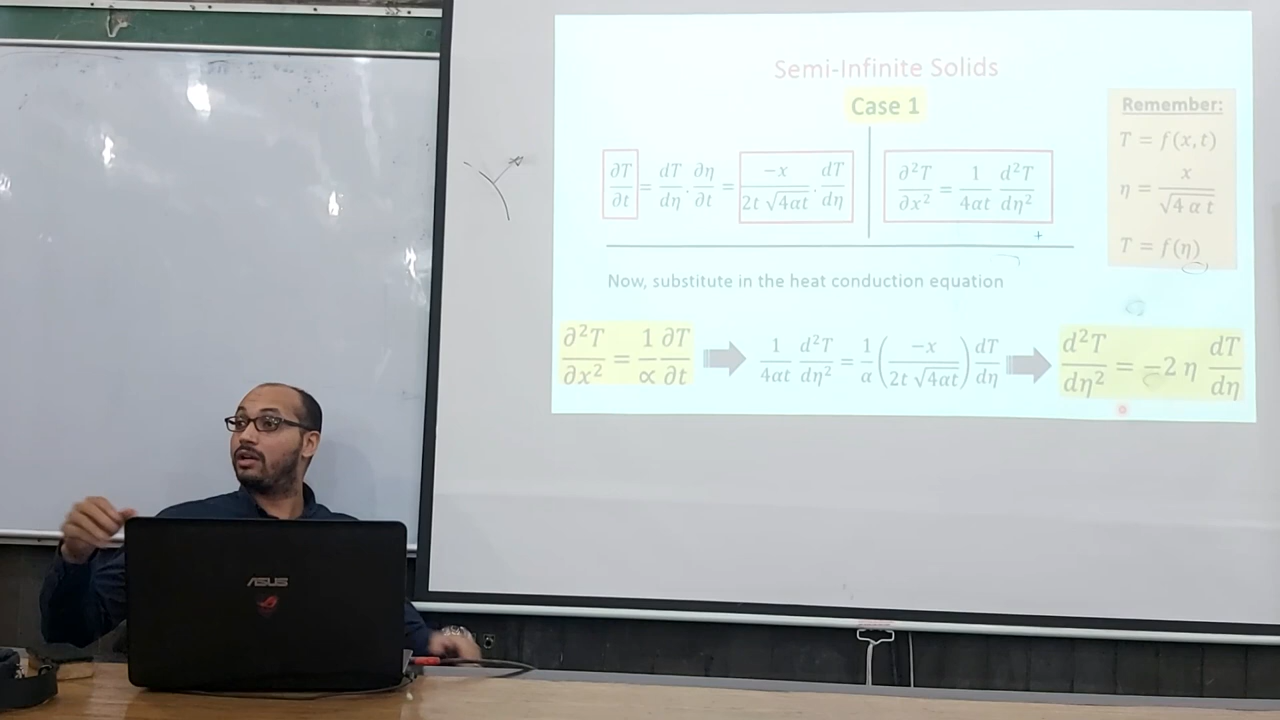 Semi-Infinite Solids
Case 1
∂T/∂t = dT/dη . ∂η/∂t = -x/(2t √4αt) . dT/dη
∂²T/∂x² = 1/(4αt) d²T/dη²
Remember:
T = f(x,t)
η = x/√(4 α t)
T = f(η)
Now, substitute in the heat conduction equation
∂²T/∂x² = 1/∝ ∂T/∂t
1/(4αt) d²T/dη² = 1/α (-x/(2t √4αt)) dT/dη
d²T/dη² = -2 η dT/dη
ASUS